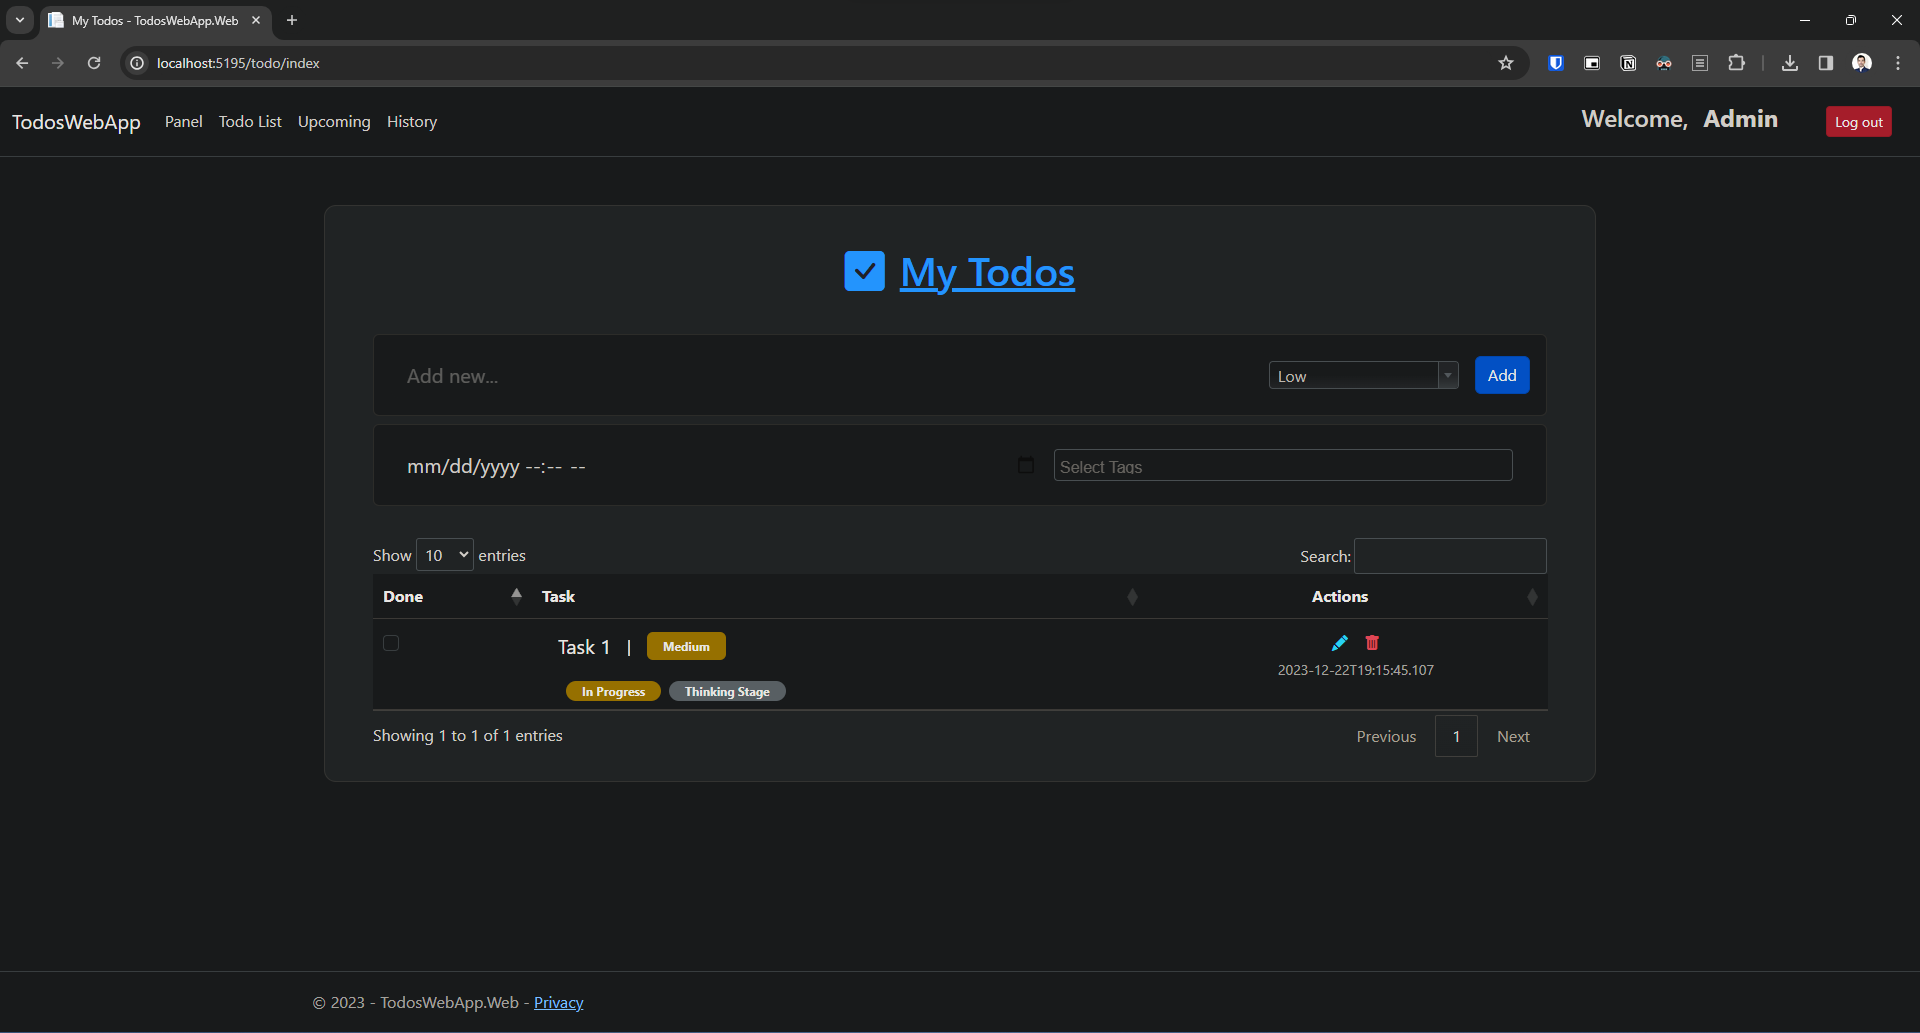 My Todos - TodosWebApp.Web
localhost:5195/todo/index
TodosWebApp Panel Todo List Upcoming History Welcome, Admin Log out
My Todos
Add new... Low Add
mm/dd/yyyy --:-- -- Select Tags
Show 10 entries Search:
Done Task Actions
Task 1 | Medium
2023-12-22T19:15:45.107
In Progress Thinking Stage
Showing 1 to 1 of 1 entries Previous 1 Next
© 2023 - TodosWebApp.Web - Privacy